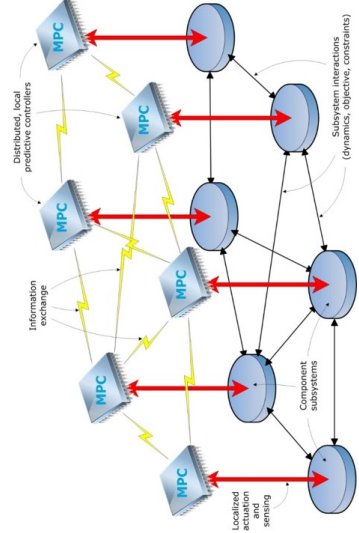 Distributed, local
predictive controllers
Information
exchange
MPC
MPC
MPC
MPC
MPC
MPC
Localized
actuation
and
sensing
Component
subsystems
Subsystem interactions
(dynamics, objective, constraints)